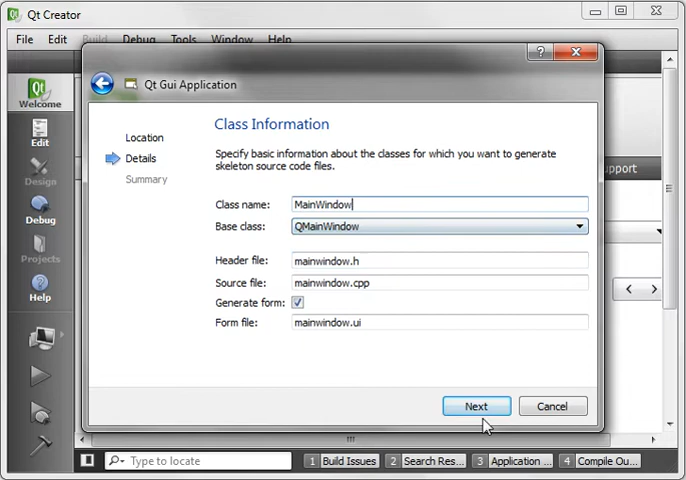 Qt Creator
File Edit Build Debug Tools Window Help
Qt Gui Application
Welcome
Edit
Design
Debug
Projects
Help
Location
Details
Summary
Class Information
Specify basic information about the classes for which you want to generate
skeleton source code files.
Class name: MainWindow
Base class: QMainWindow
Header file: mainwindow.h
Source file: mainwindow.cpp
Generate form:
Form file: mainwindow.ui
upport
Next Cancel
Type to locate 1 Build Issues 2 Search Res... 3 Application ... 4 Compile Ou...